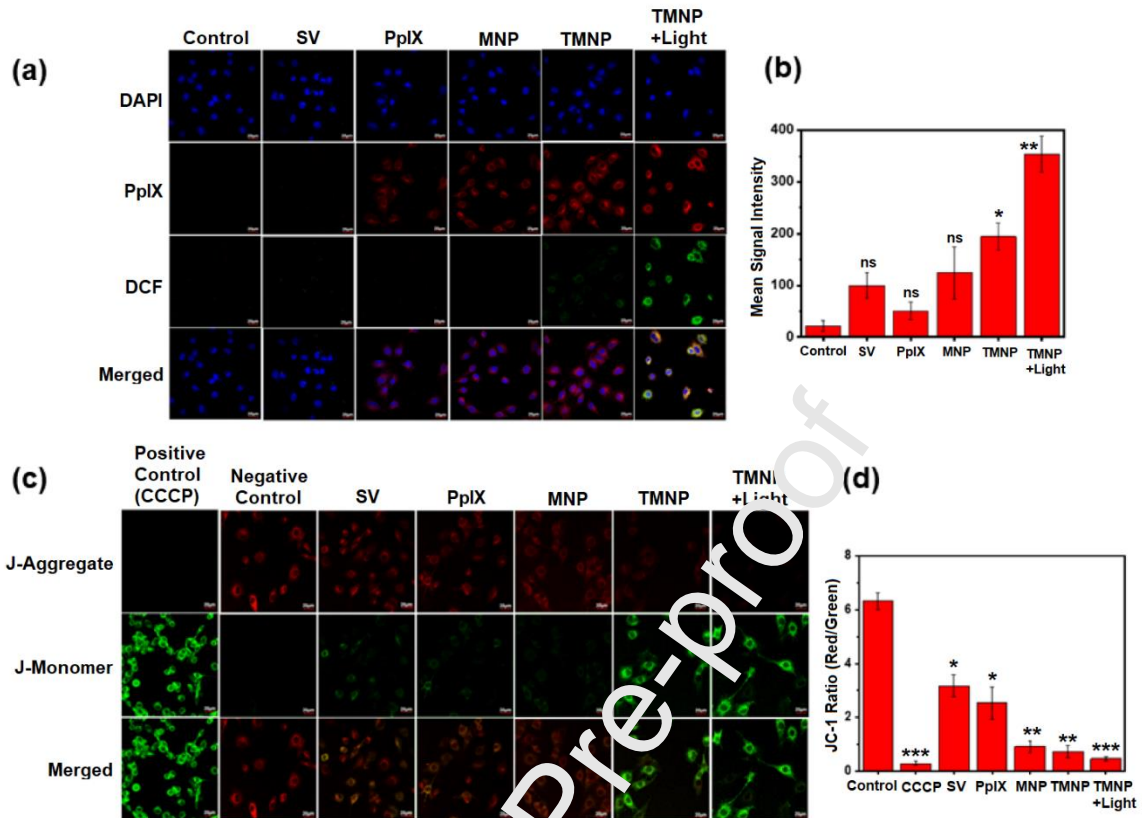 (a)
Control SV PpIX MNP TMNP TMNP
+Light
DAPI
PpIX
DCF
Merged
(b)
Mean Signal Intensity
400
300
200
100
0
ns
ns
ns
*
**
Control SV PpIX MNP TMNP TMNP
+Light
(c)
Positive
Control
(CCCP)
Negative
Control
SV PpIX MNP TMNP TMNP
+Light
J-Aggregate
J-Monomer
Merged
(d)
JC-1 Ratio (Red/Green)
8
6
4
2
0
***
*
*
**
**
***
Control CCCP SV PpIX MNP TMNP TMNP
+Light
Pre-proof